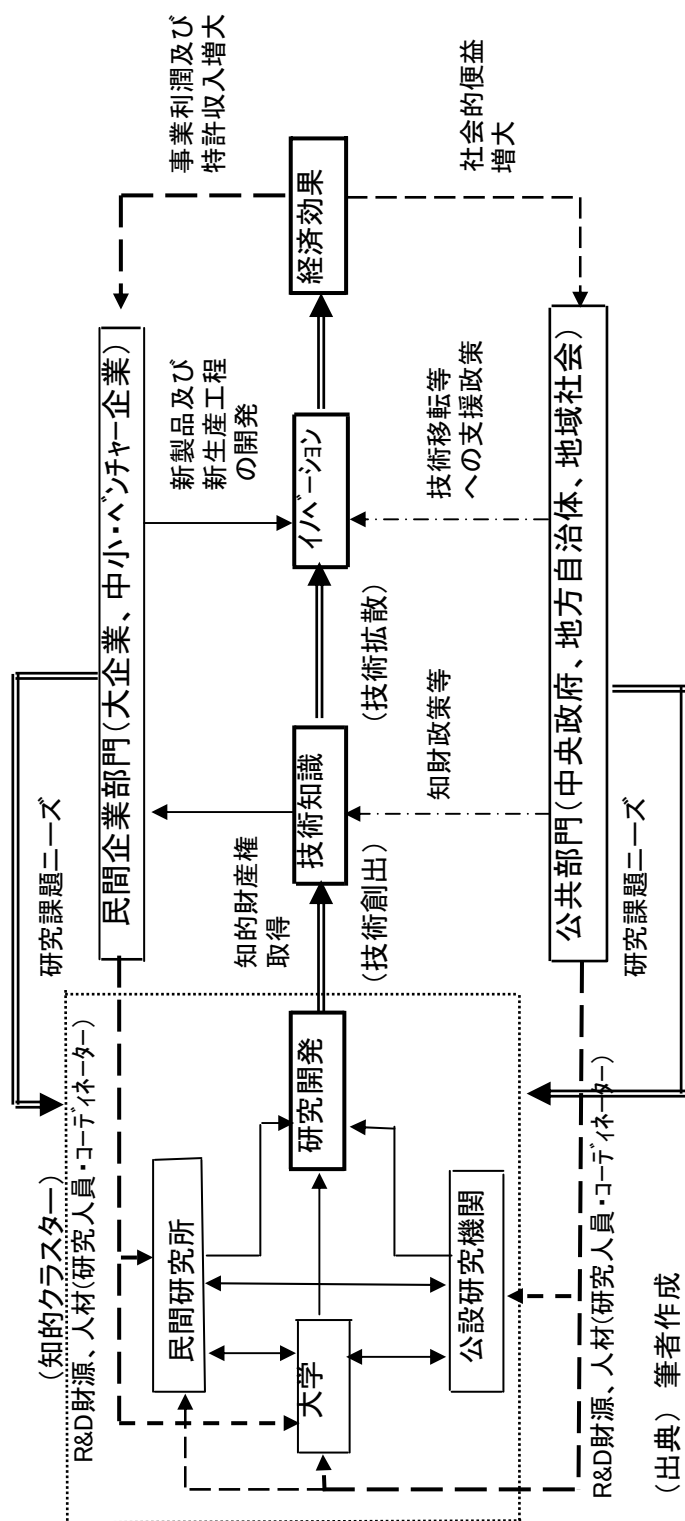 (知的クラスター)
R&D財源、人材(研究人員・コーディネーター)
研究課題ニーズ
民間企業部門(大企業、中小・ベンチャー企業)
事業利潤及び
特許収入増大
民間研究所
大学
公設研究機関
研究開発
知的財産権
取得
(技術創出)
技術知識
(技術拡散)
新製品及び
新生産工程
の開発
イノベーション
経済効果
知財政策等
技術移転等
への支援政策
社会的便益
増大
公共部門(中央政府、地方自治体、地域社会)
研究課題ニーズ
R&D財源、人材(研究人員・コーディネーター)
(出典) 筆者作成